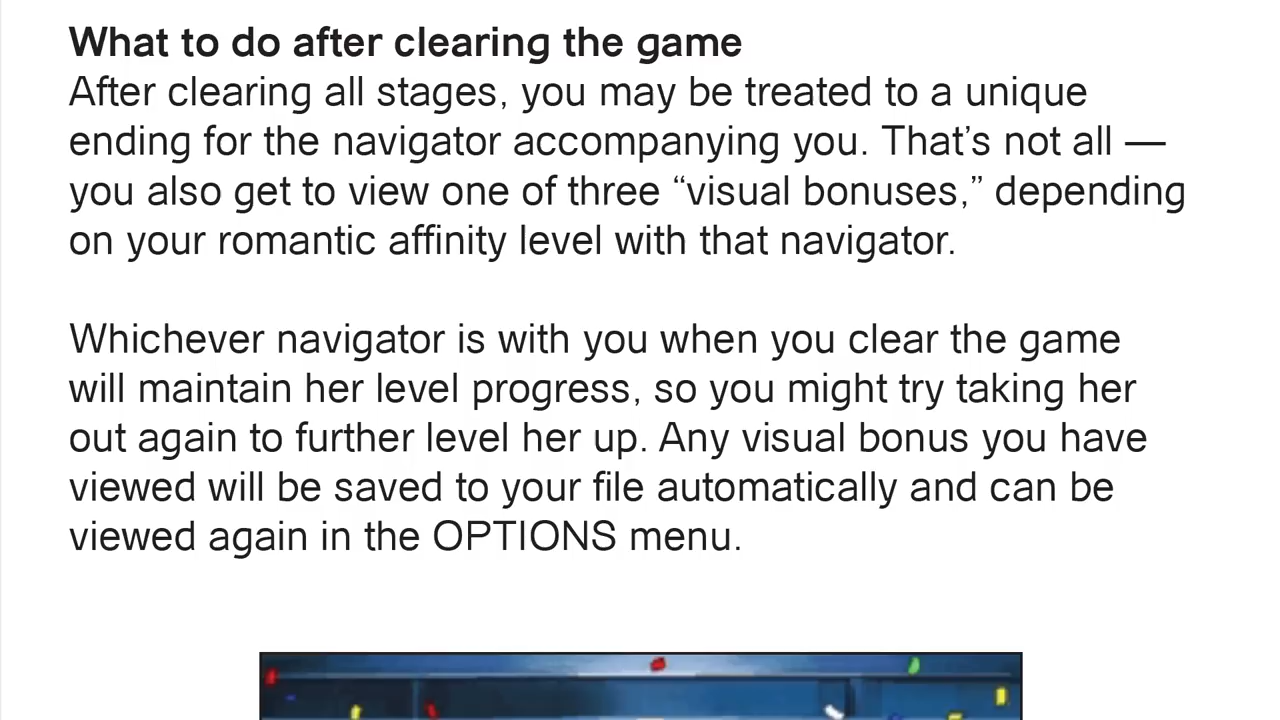 What to do after clearing the game
After clearing all stages, you may be treated to a unique
ending for the navigator accompanying you. That’s not all —
you also get to view one of three “visual bonuses,” depending
on your romantic affinity level with that navigator.
Whichever navigator is with you when you clear the game
will maintain her level progress, so you might try taking her
out again to further level her up. Any visual bonus you have
viewed will be saved to your file automatically and can be
viewed again in the OPTIONS menu.